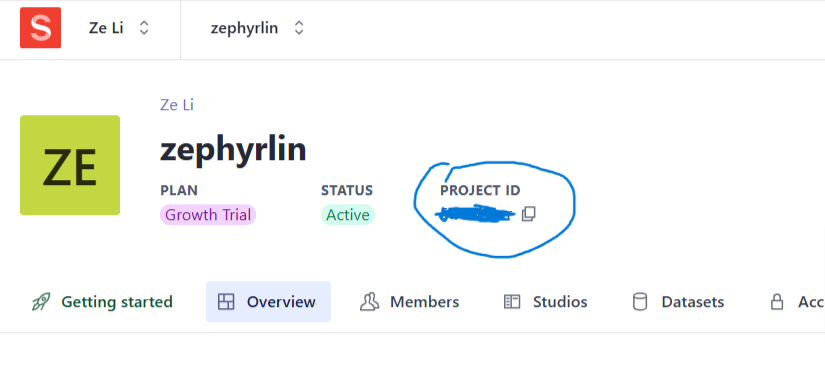 S Ze Li zephyrlin
Ze Li
ZE
zephyrlin
PLAN STATUS PROJECT ID
Growth Trial Active
Getting started Overview Members Studios Datasets Acc